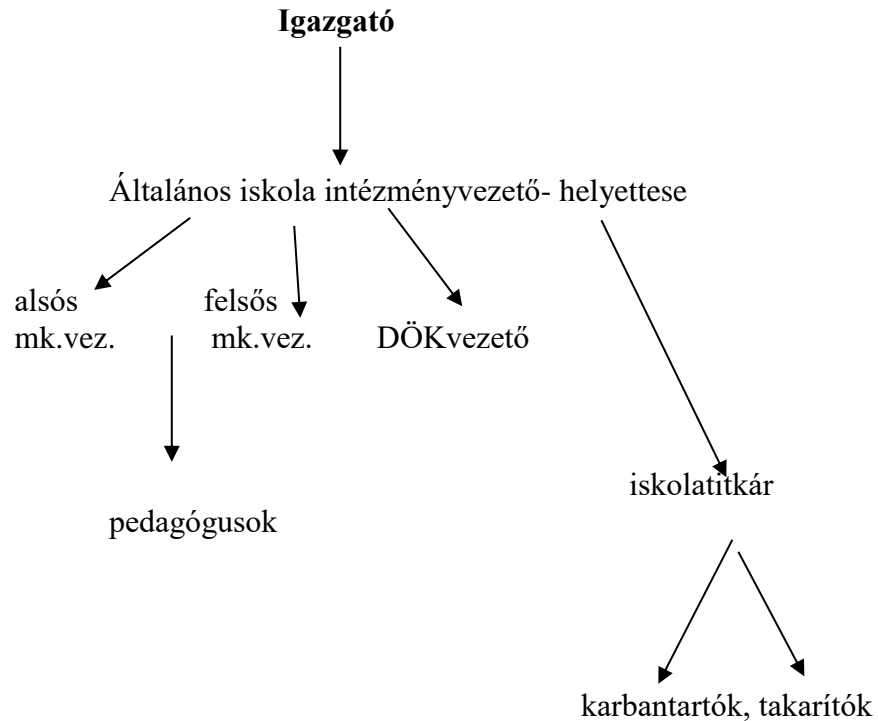 Igazgató
Általános iskola intézményvezető- helyettese
alsós felsős
mk.vez. mk.vez. DÖKvezető
iskolatitkár
pedagógusok
karbantartók, takarítók